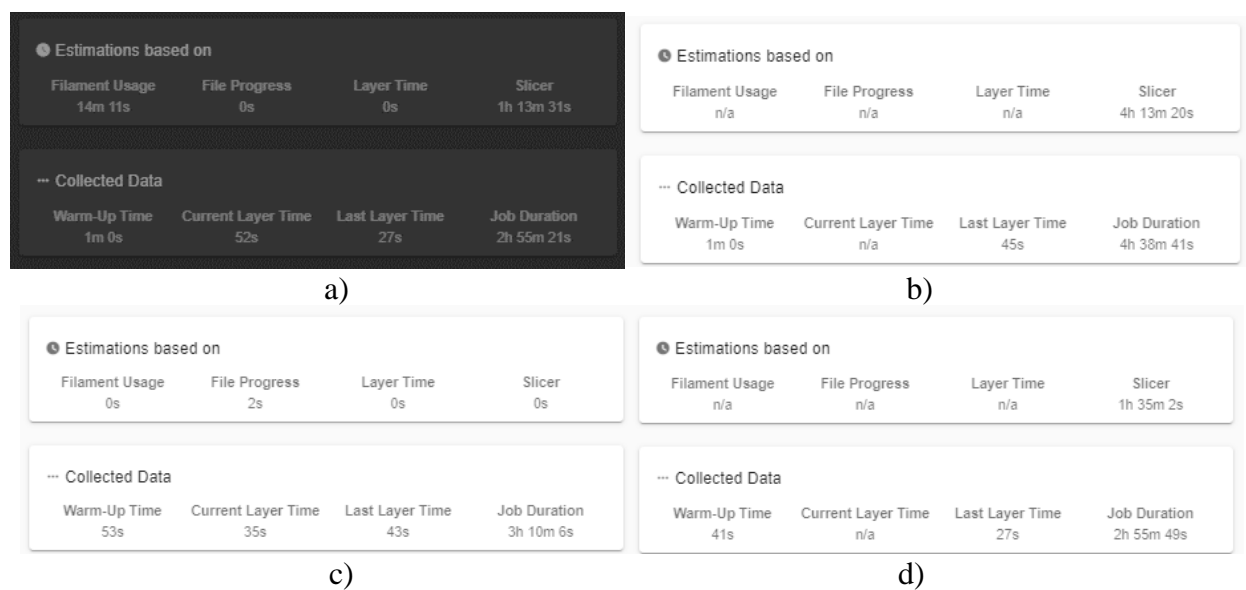 Estimations based on
Filament Usage File Progress Layer Time Slicer
14m 11s 0s 0s 1h 13m 31s
Collected Data
Warm-Up Time Current Layer Time Last Layer Time Job Duration
1m 0s 52s 27s 2h 55m 21s
a)
Estimations based on
Filament Usage File Progress Layer Time Slicer
n/a n/a n/a 4h 13m 20s
Collected Data
Warm-Up Time Current Layer Time Last Layer Time Job Duration
1m 0s n/a 45s 4h 38m 41s
b)
Estimations based on
Filament Usage File Progress Layer Time Slicer
0s 2s 0s 0s
Collected Data
Warm-Up Time Current Layer Time Last Layer Time Job Duration
53s 35s 43s 3h 10m 6s
c)
Estimations based on
Filament Usage File Progress Layer Time Slicer
n/a n/a n/a 1h 35m 2s
Collected Data
Warm-Up Time Current Layer Time Last Layer Time Job Duration
41s n/a 27s 2h 55m 49s
d)